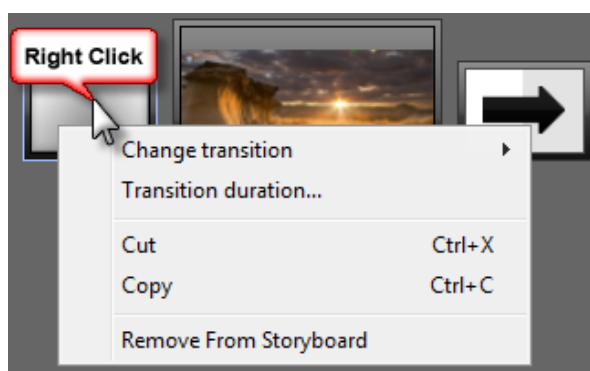 Right Click
Change transition
Transition duration...
Cut Ctrl+X
Copy Ctrl+C
Remove From Storyboard